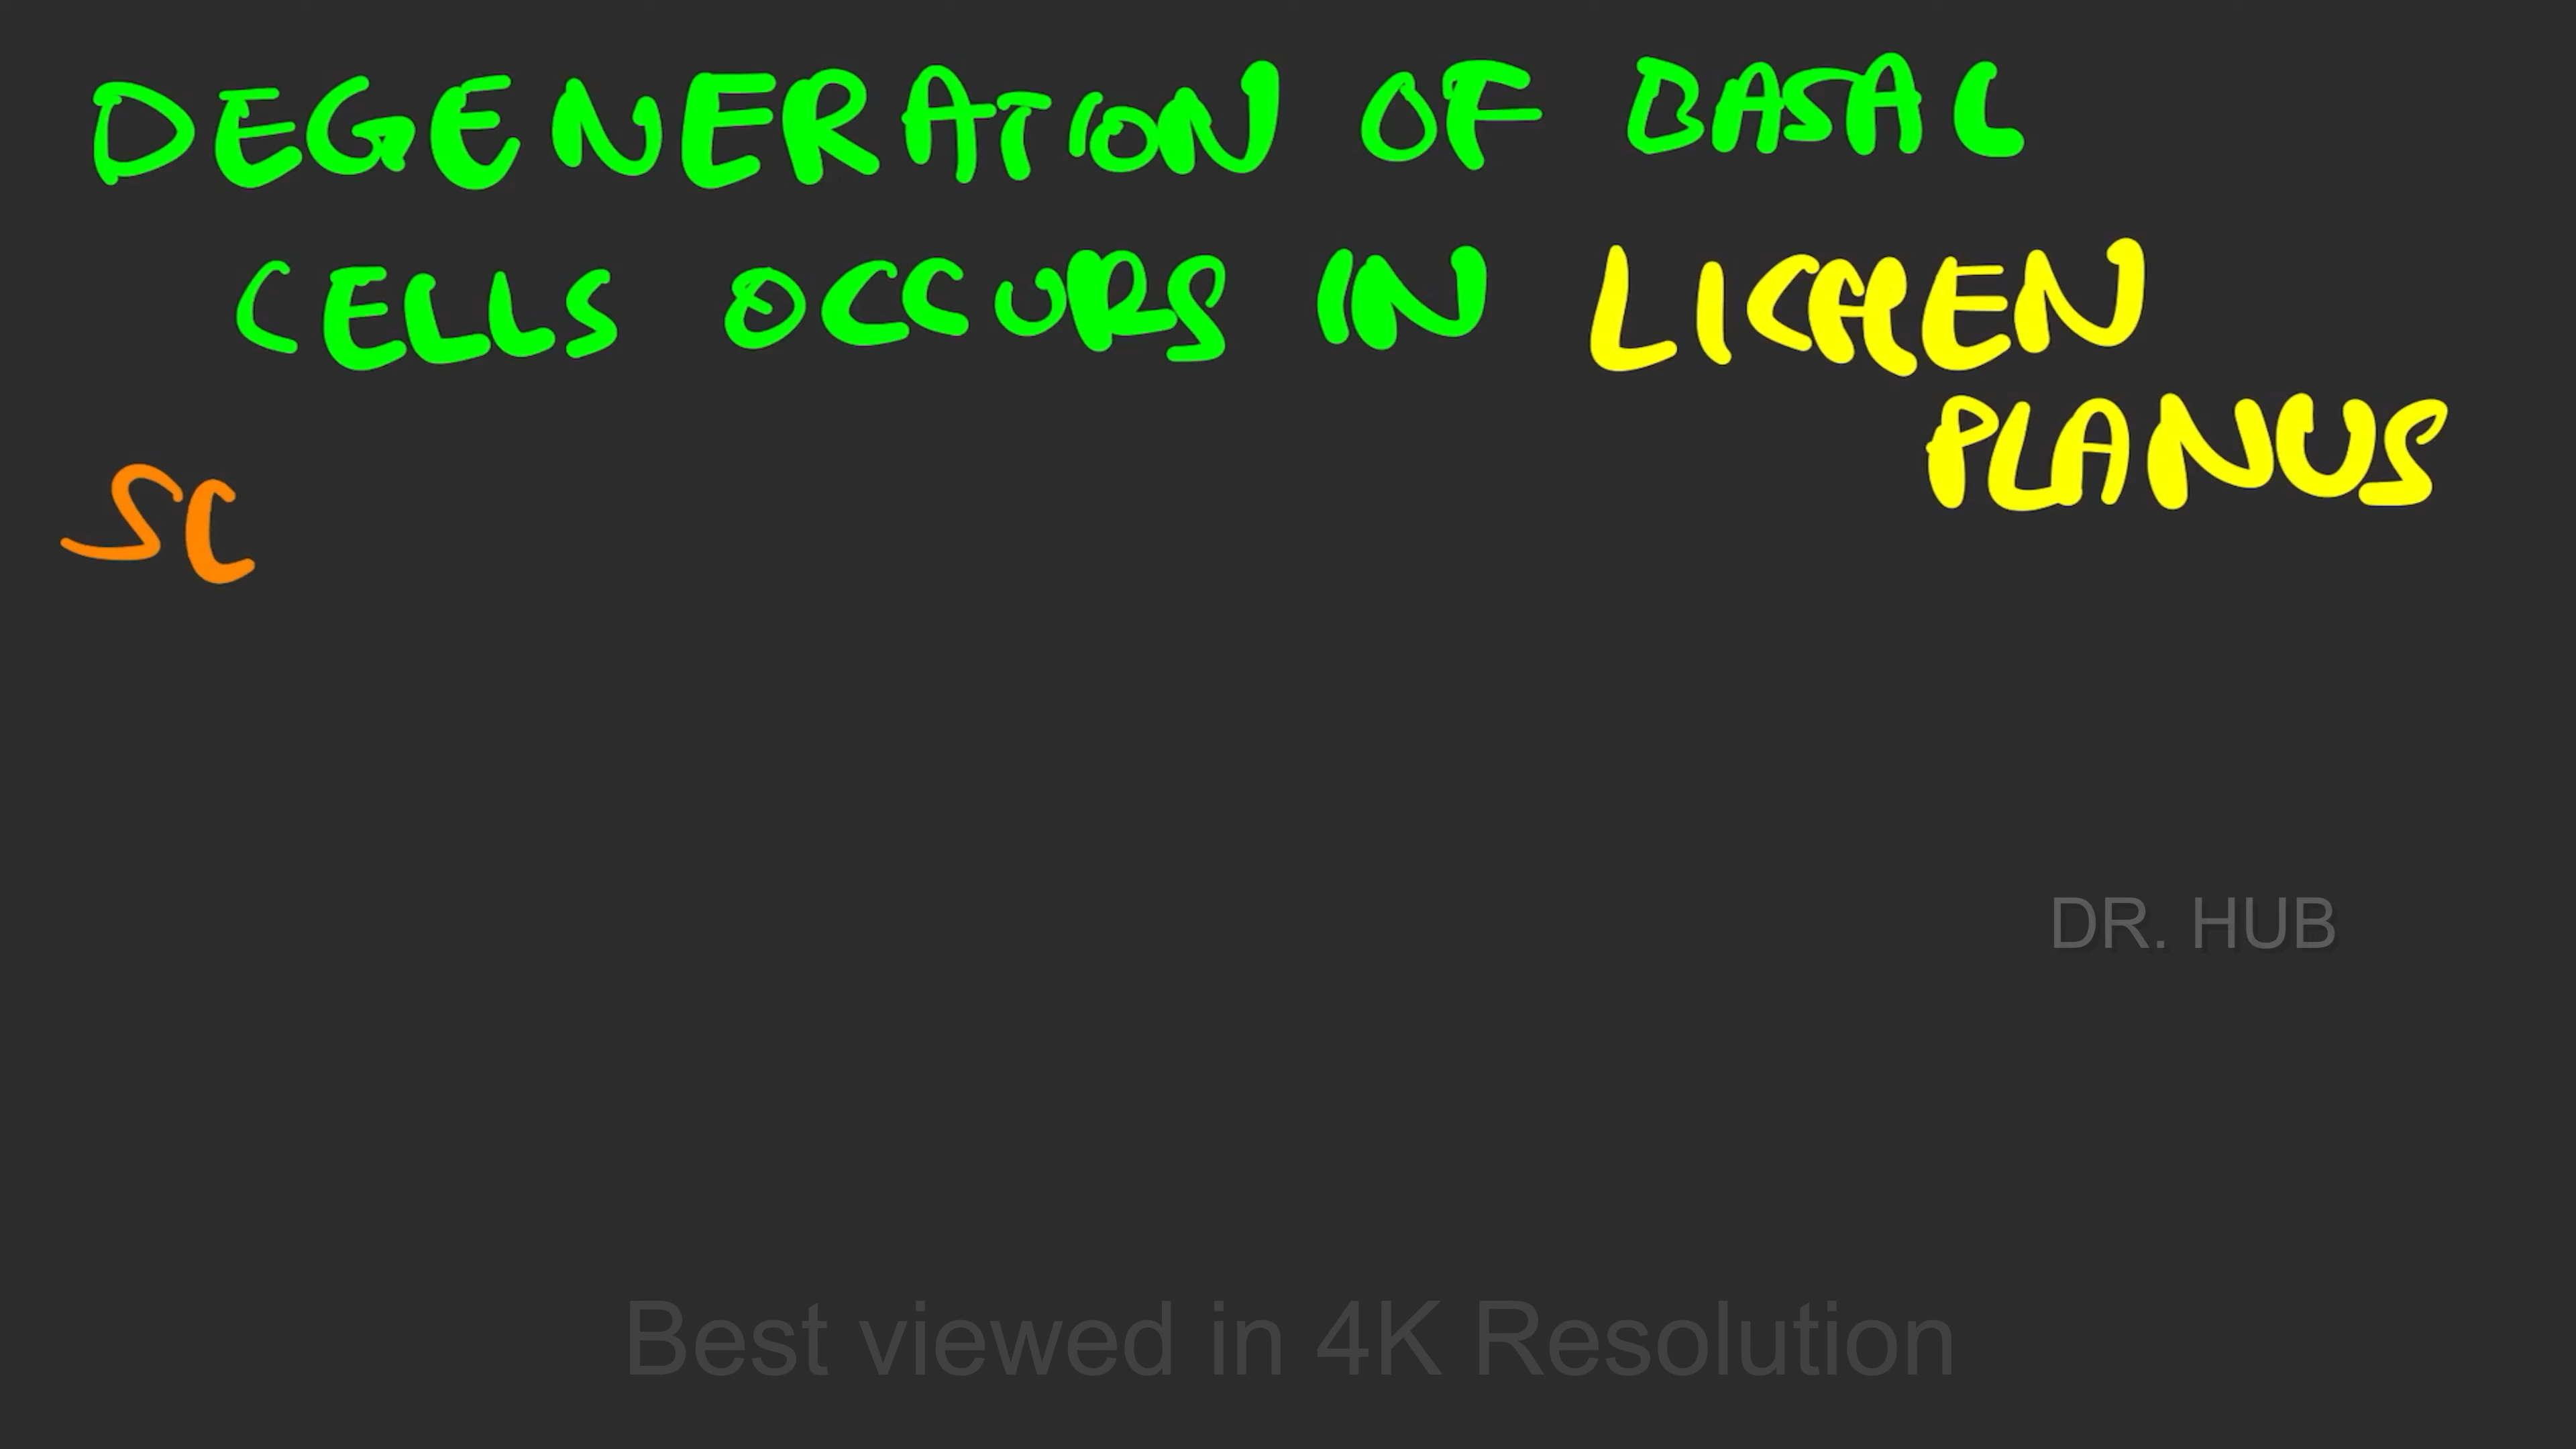 DEGENERATION OF BASAL
CELLS OCCURS IN LICHEN
PLANUS
SC
DR. HUB
Best viewed in 4K Resolution